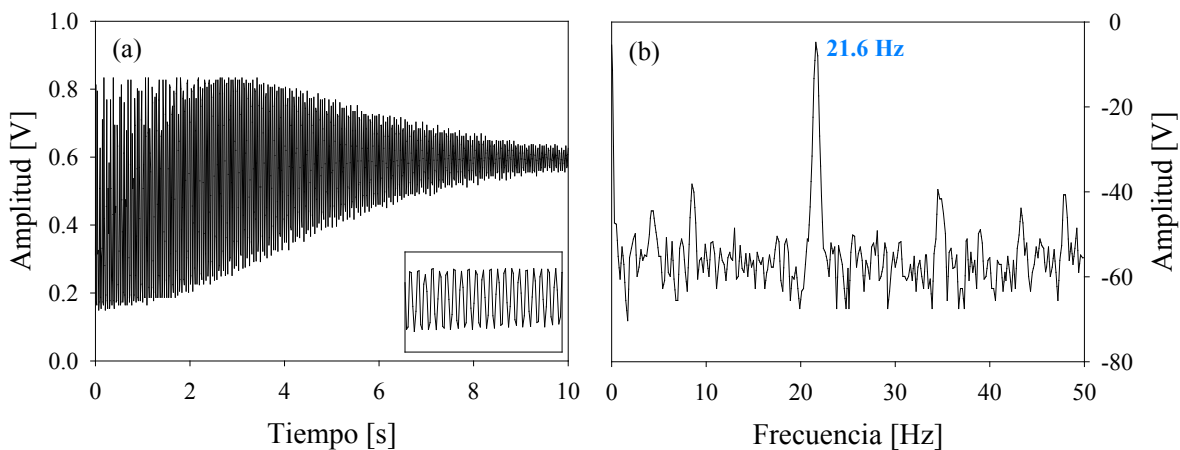 (a)
Amplitud [V]
1.0
0.8
0.6
0.4
0.2
0.0
0 2 4 6 8 10
Tiempo [s]
(b)
21.6 Hz
0
-20
-40
-60
-80
Amplitud [V]
0 10 20 30 40 50
Frecuencia [Hz]